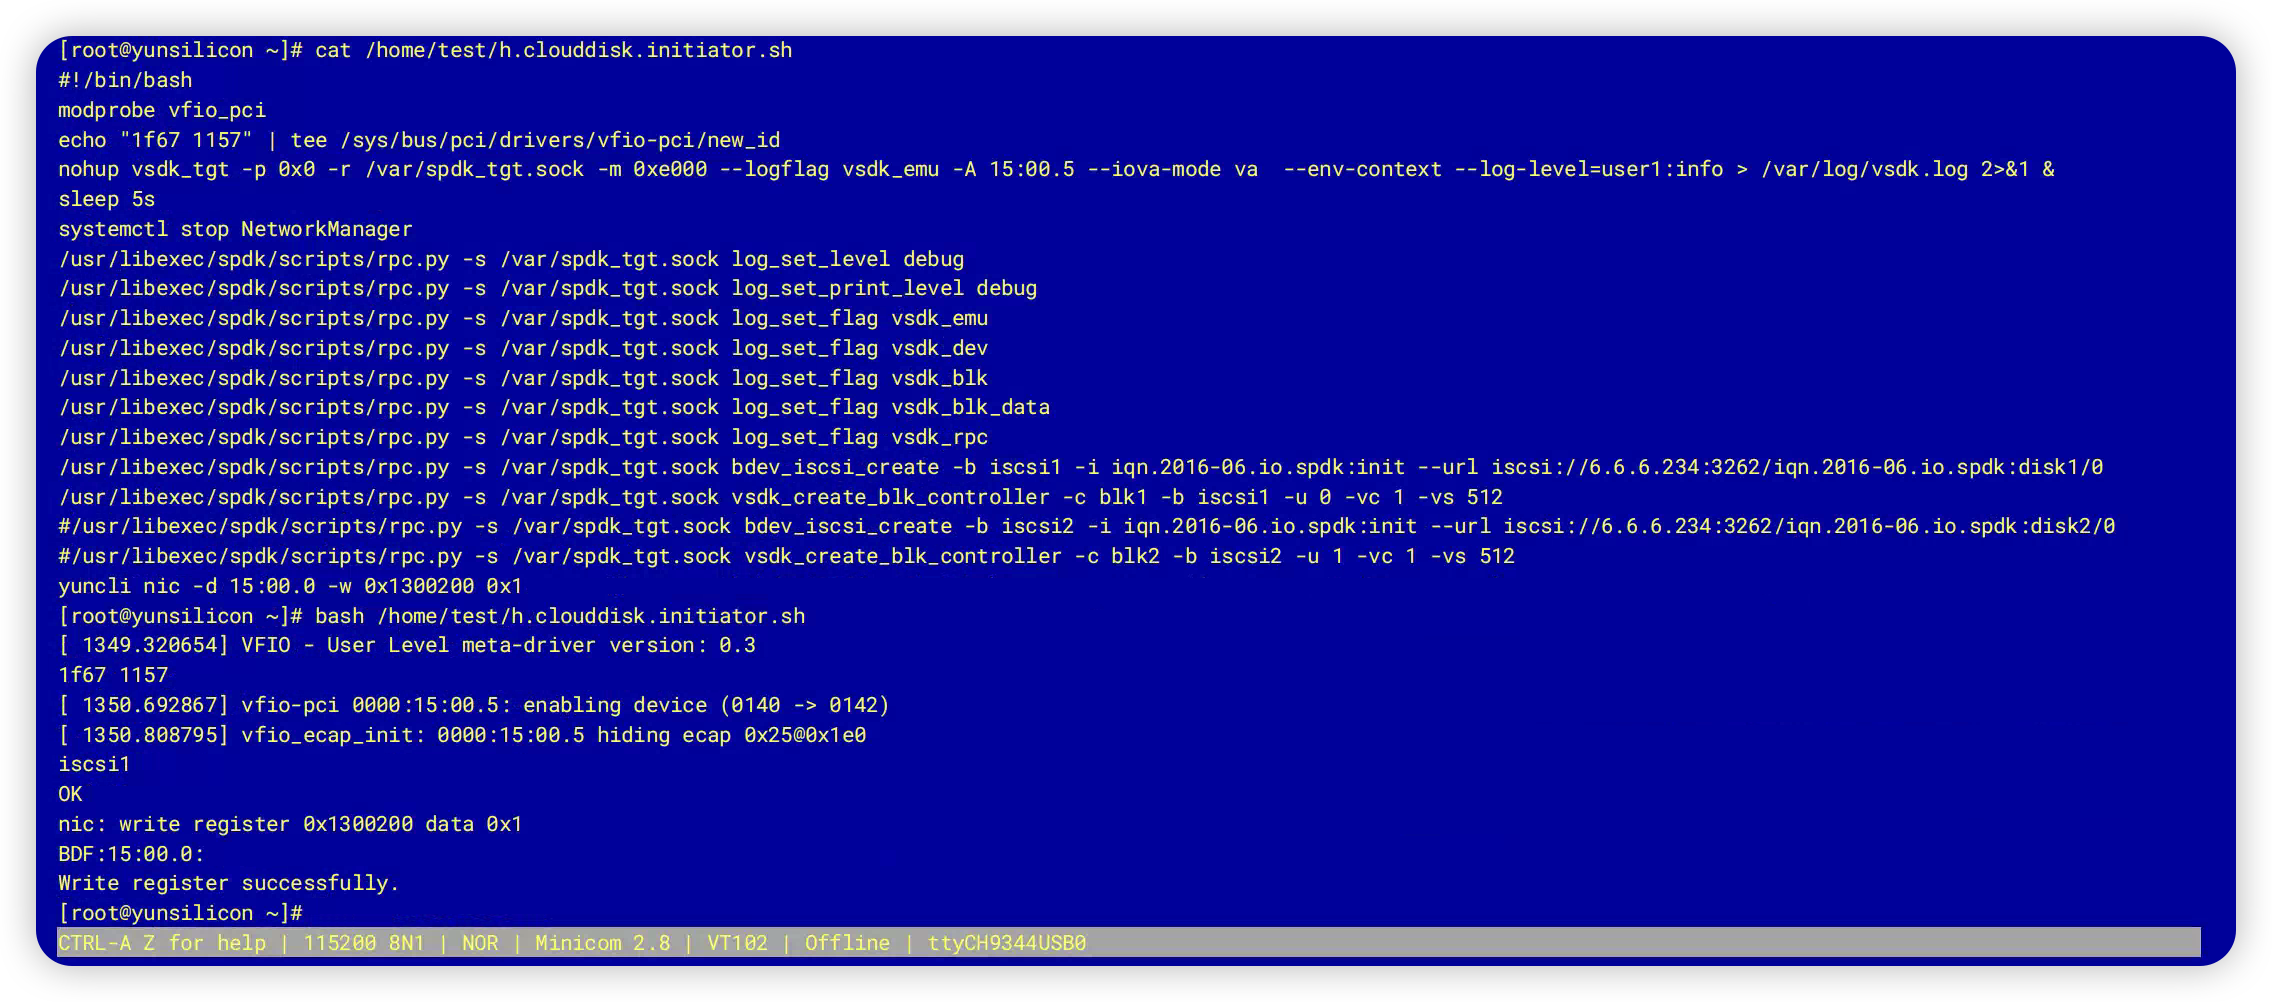 [root@yunsilicon ~]# cat /home/test/h.clouddisk.initiator.sh
#!/bin/bash
modprobe vfio_pci
echo "1f67 1157" | tee /sys/bus/pci/drivers/vfio-pci/new_id
nohup vsdk_tgt -p 0x0 -r /var/spdk_tgt.sock -m 0xe000 --logflag vsdk_emu -A 15:00.5 --iova-mode va  --env-context --log-level=user1:info > /var/log/vsdk.log 2>&1 &
sleep 5s
systemctl stop NetworkManager
/usr/libexec/spdk/scripts/rpc.py -s /var/spdk_tgt.sock log_set_level debug
/usr/libexec/spdk/scripts/rpc.py -s /var/spdk_tgt.sock log_set_print_level debug
/usr/libexec/spdk/scripts/rpc.py -s /var/spdk_tgt.sock log_set_flag vsdk_emu
/usr/libexec/spdk/scripts/rpc.py -s /var/spdk_tgt.sock log_set_flag vsdk_dev
/usr/libexec/spdk/scripts/rpc.py -s /var/spdk_tgt.sock log_set_flag vsdk_blk
/usr/libexec/spdk/scripts/rpc.py -s /var/spdk_tgt.sock log_set_flag vsdk_blk_data
/usr/libexec/spdk/scripts/rpc.py -s /var/spdk_tgt.sock log_set_flag vsdk_rpc
/usr/libexec/spdk/scripts/rpc.py -s /var/spdk_tgt.sock bdev_iscsi_create -b iscsi1 -i iqn.2016-06.io.spdk:init --url iscsi://6.6.6.234:3262/iqn.2016-06.io.spdk:disk1/0
/usr/libexec/spdk/scripts/rpc.py -s /var/spdk_tgt.sock vsdk_create_blk_controller -c blk1 -b iscsi1 -u 0 -vc 1 -vs 512
#/usr/libexec/spdk/scripts/rpc.py -s /var/spdk_tgt.sock bdev_iscsi_create -b iscsi2 -i iqn.2016-06.io.spdk:init --url iscsi://6.6.6.234:3262/iqn.2016-06.io.spdk:disk2/0
#/usr/libexec/spdk/scripts/rpc.py -s /var/spdk_tgt.sock vsdk_create_blk_controller -c blk2 -b iscsi2 -u 1 -vc 1 -vs 512
yuncli nic -d 15:00.0 -w 0x1300200 0x1
[root@yunsilicon ~]# bash /home/test/h.clouddisk.initiator.sh
[ 1349.320654] VFIO - User Level meta-driver version: 0.3
1f67 1157
[ 1350.692867] vfio-pci 0000:15:00.5: enabling device (0140 -> 0142)
[ 1350.808795] vfio_ecap_init: 0000:15:00.5 hiding ecap 0x25@0x1e0
iscsi1
OK
nic: write register 0x1300200 data 0x1
BDF:15:00.0:
Write register successfully.
[root@yunsilicon ~]#
CTRL-A Z for help | 115200 8N1 | NOR | Minicom 2.8 | VT102 | Offline | ttyCH9344USB0